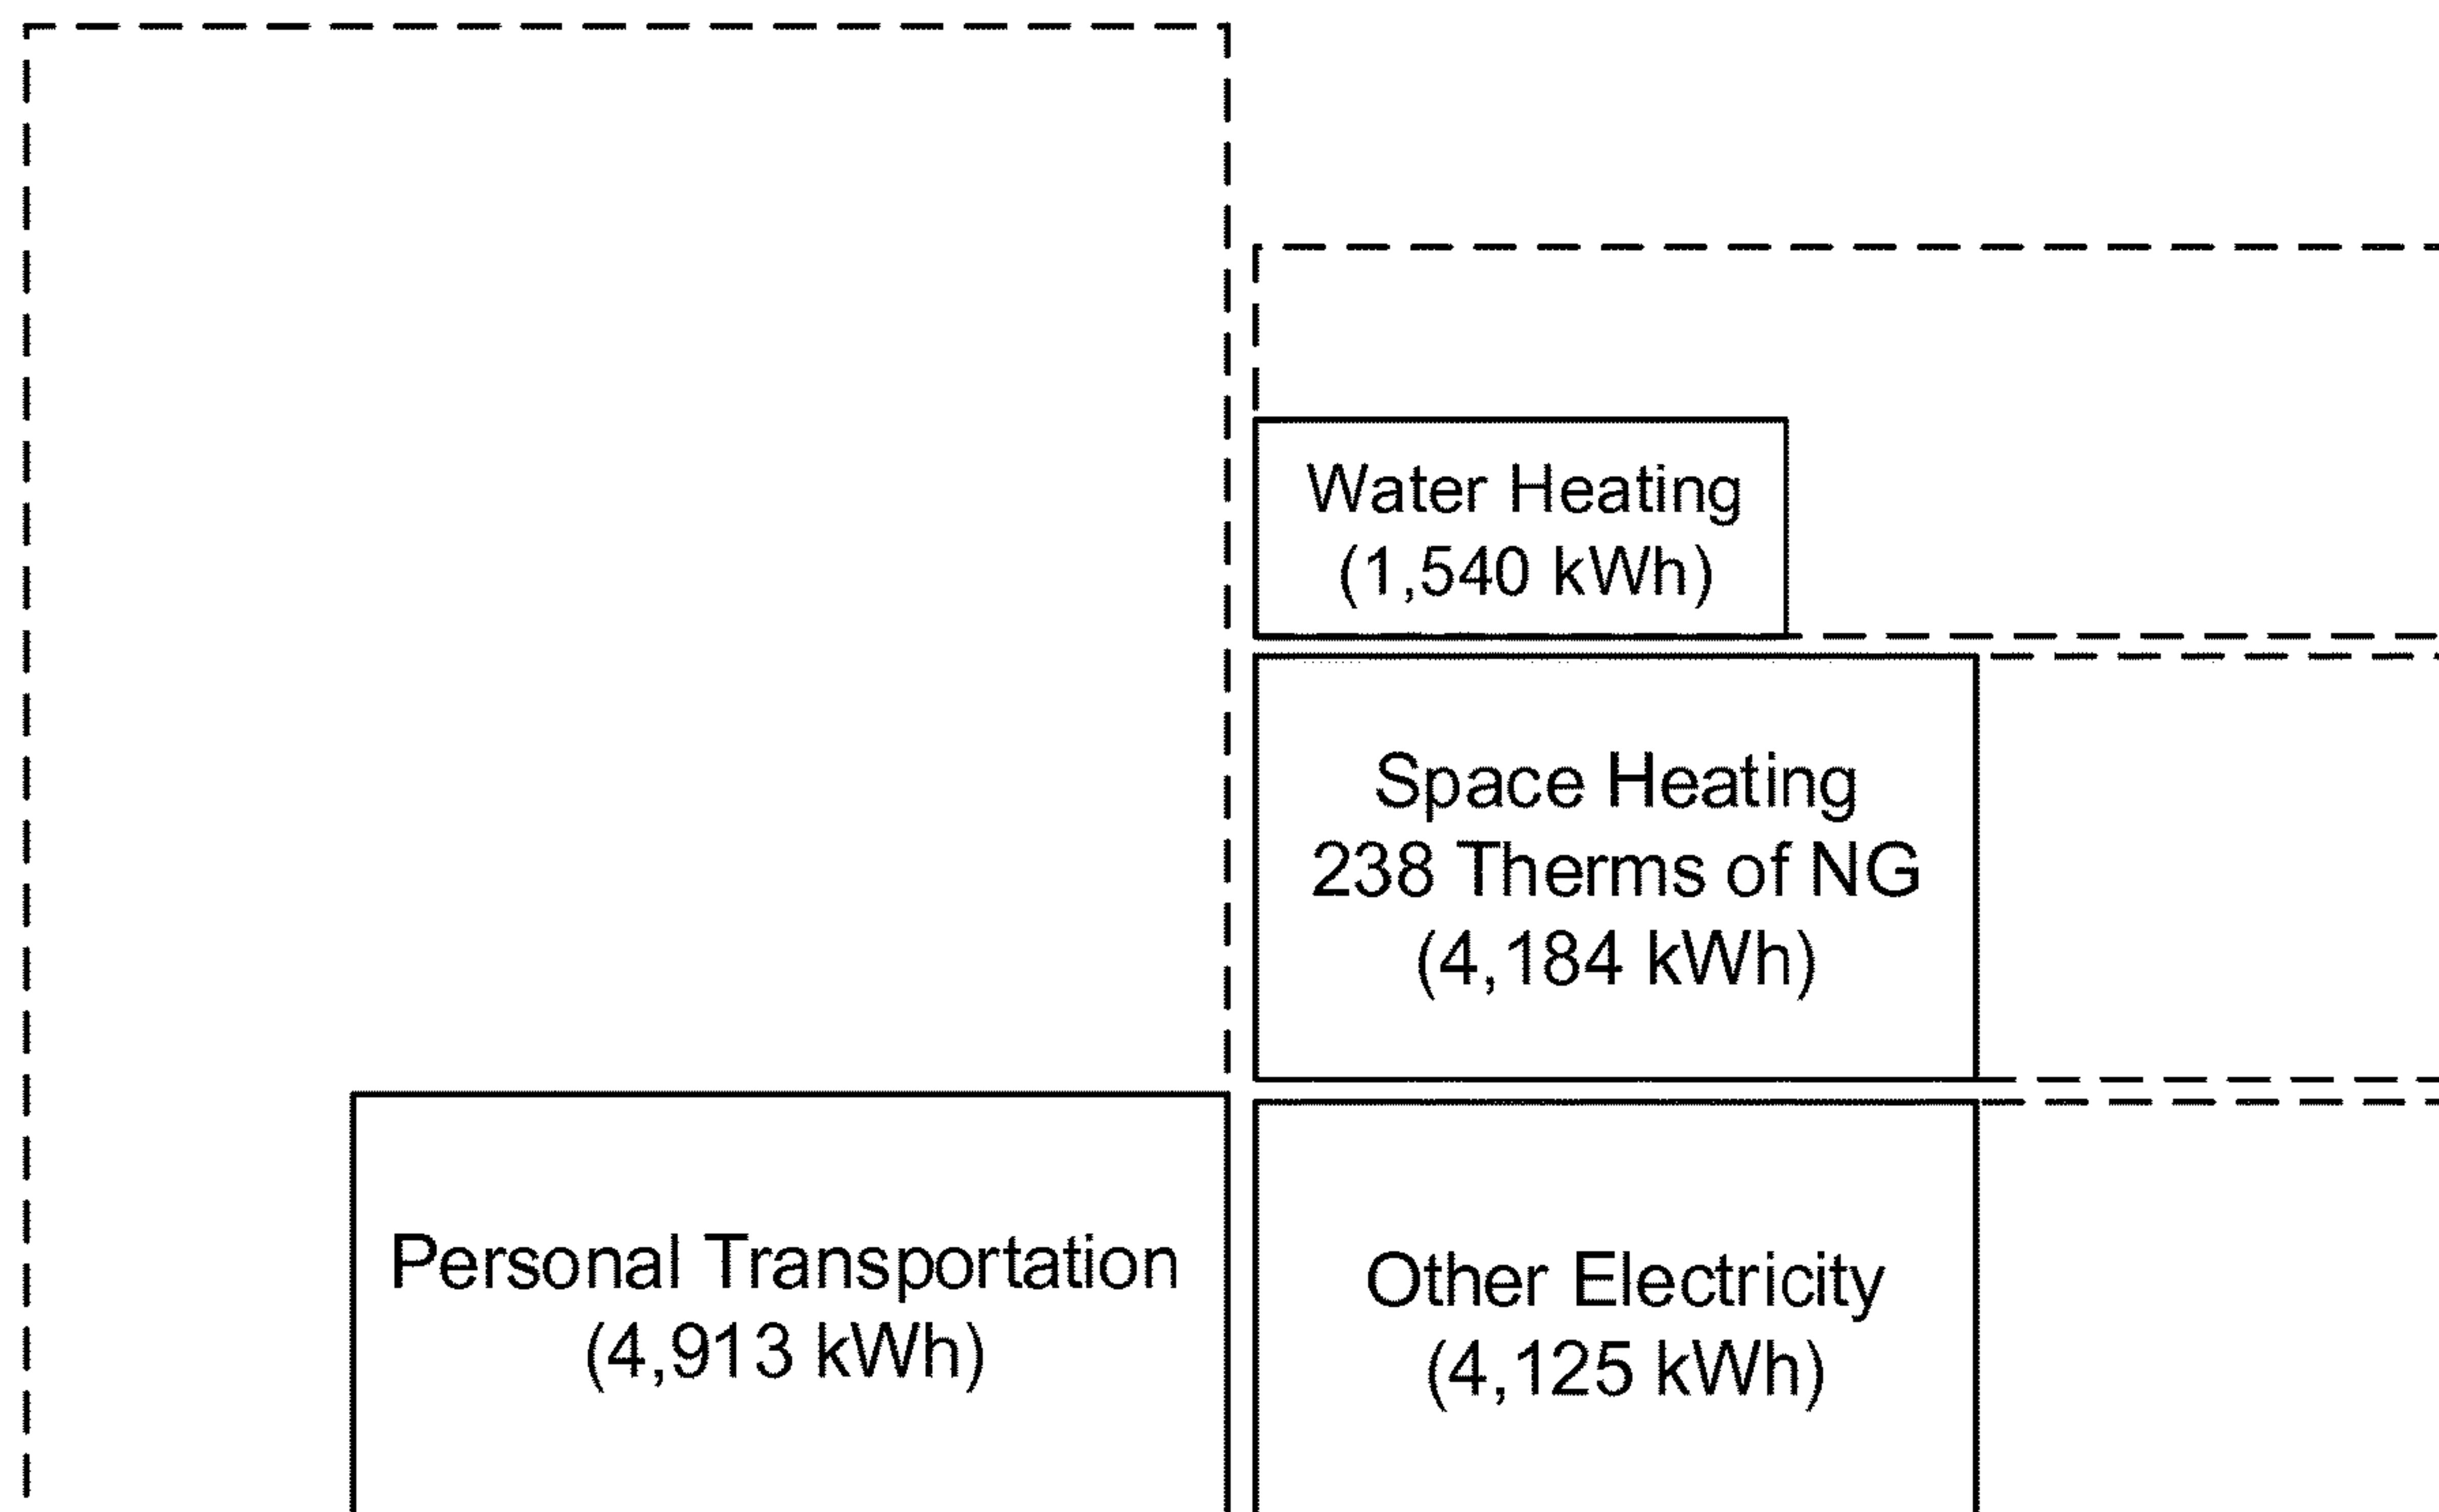 Water Heating
(1,540 kWh)
Space Heating
238 Therms of NG
(4,184 kWh)
Personal Transportation
(4,913 kWh)
Other Electricity
(4,125 kWh)